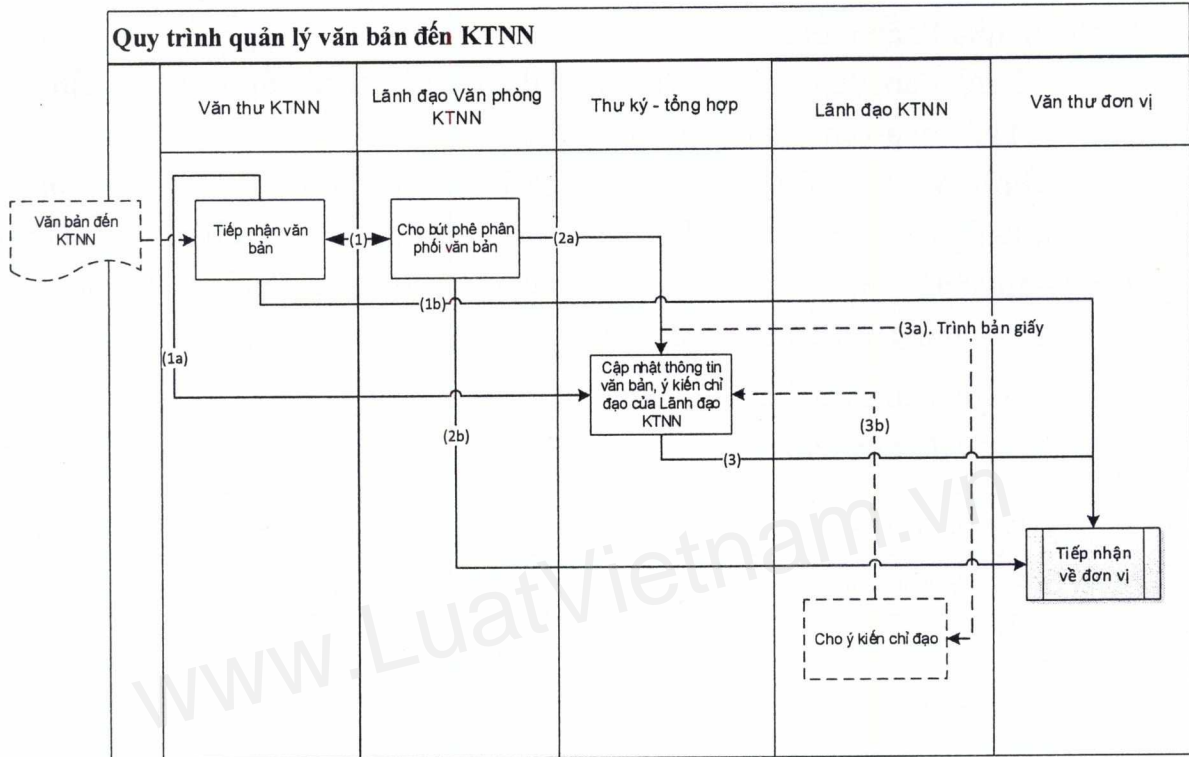 Quy trình quản lý văn bản đến KTNN
Văn thư KTNN
Lãnh đạo Văn phòng
KTNN
Thư ký - tổng hợp
Lãnh đạo KTNN
Văn thư đơn vị
Văn bản đến
KTNN
Tiếp nhận văn
bản
(1)
Cho bút phê phân
phối văn bản
(2a)
(1b)
(3a). Trình bản giấy
(1a)
Cập nhật thông tin
văn bản, ý kiến chỉ
đạo của Lãnh đạo
KTNN
(2b)
(3b)
(3)
Tiếp nhận
về đơn vị
Cho ý kiến chỉ đạo
www.LuatVietnam.vn